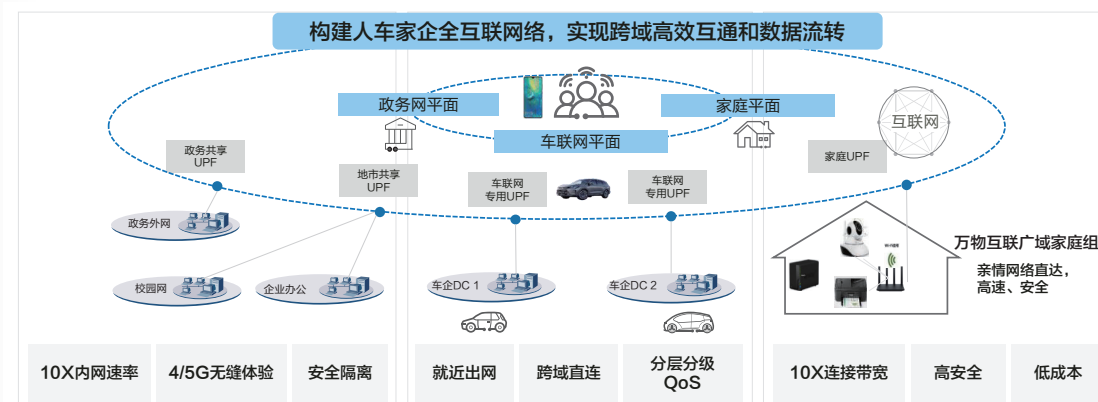 构建人车家企全互联网络，实现跨域高效互通和数据流转
政务网平面
家庭平面
车联网平面
互联网
政务共享
UPF
地市共享
UPF
车联网
专用UPF
车联网
专用UPF
家庭UPF
政务外网
校园网
企业办公
车企DC 1
车企DC 2
万物互联广域家庭组
亲情网络直达，
高速、安全
10X内网速率
4/5G无缝体验
安全隔离
就近出网
跨域直连
分层分级
QoS
10X连接带宽
高安全
低成本